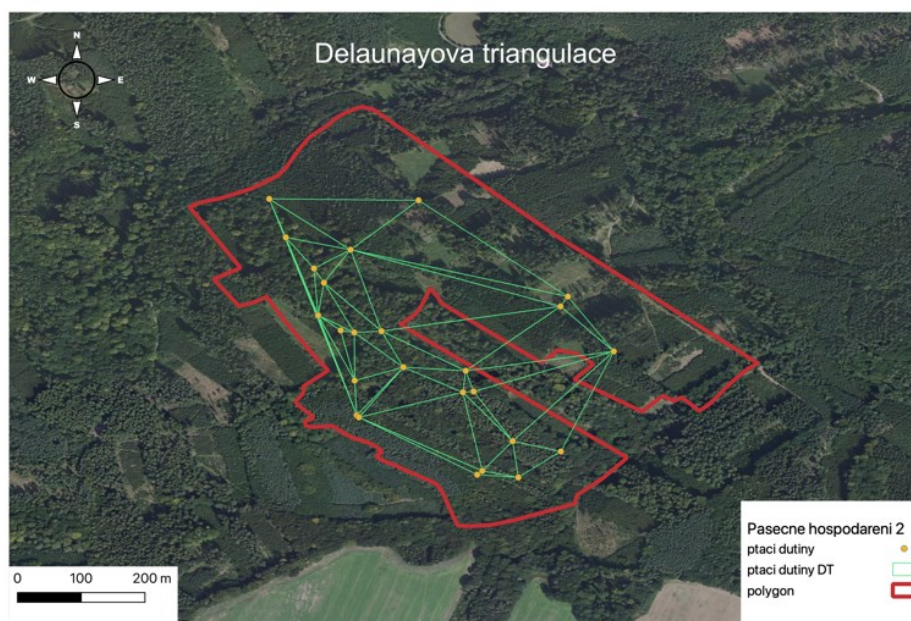 Delaunayova triangulace
N
W E
S
Pasecne hospodareni 2
ptaci dutiny
ptaci dutiny DT
polygon
0 100 200 m